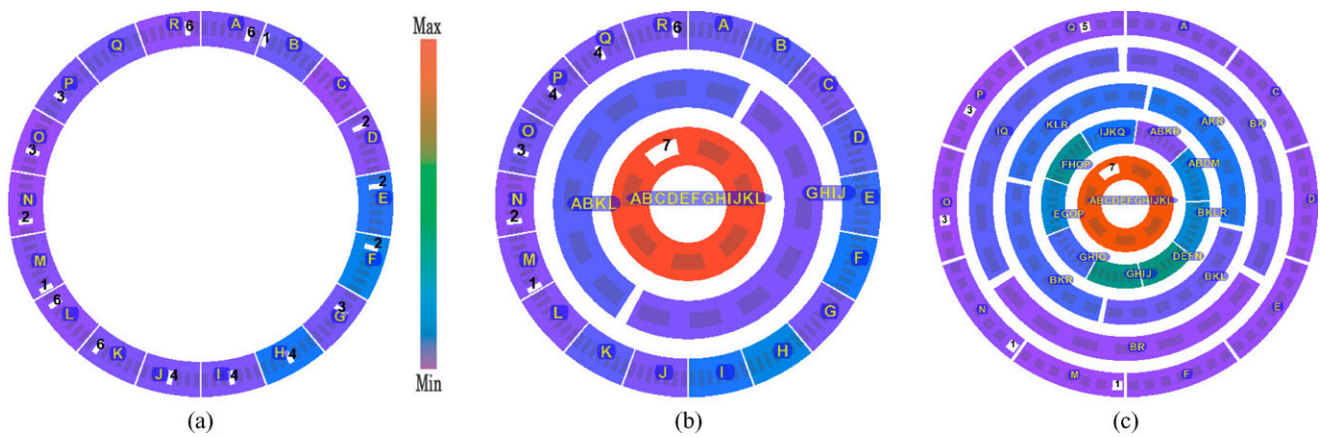 R 6 A 6 1 B
Q C
P 3 2 D
O 3 2 E
N 2 2 F
M 1 3 G
L 6 H 4
K 6 J 4 I 4
Max
Min
(a)
R 6 A
Q 4 B
P 4 C
O 3 D
N 2 E
M 1 F
L G
K J I H
7
ABKL ABCDEFGHIJKL GHIJ
(b)
Q 5 A
P 3 C
O 3 D
N 1 E
M 1 F
IQ BK
BR
KLR AKR
BKR BKL
IJKQ
FHOP ABDM
EGOP BKLR
GHIQ DEFN
GHIJ
7
ABCDEFGHIJKL
(c)